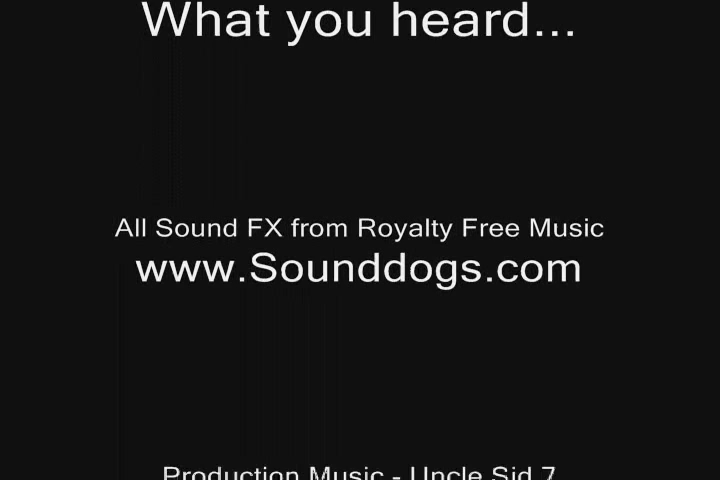 What you heard...
All Sound FX from Royalty Free Music
www.Sounddogs.com
Production Music - Uncle Sid 7